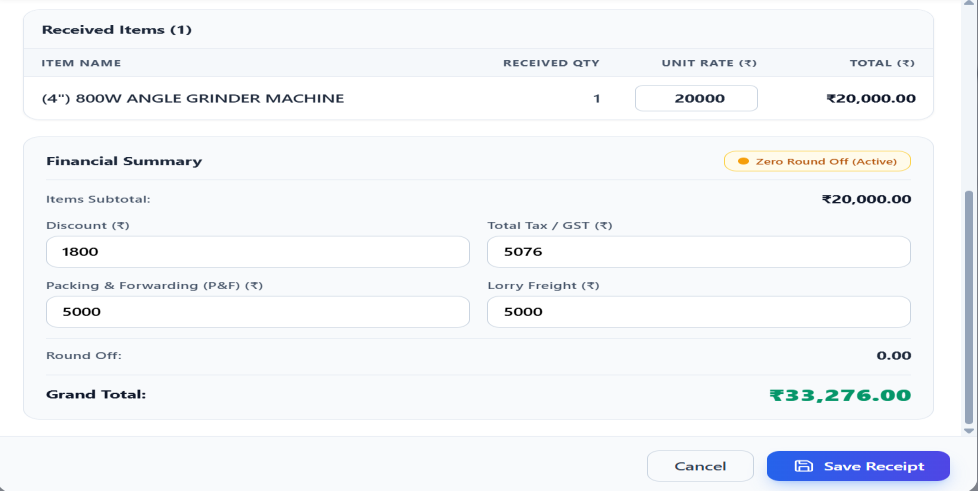 Received Items (1)
ITEM NAME RECEIVED QTY UNIT RATE (₹) TOTAL (₹)
(4") 800W ANGLE GRINDER MACHINE 1 20000 ₹20,000.00
Financial Summary Zero Round Off (Active)
Items Subtotal: ₹20,000.00
Discount (₹) Total Tax / GST (₹)
1800 5076
Packing & Forwarding (P&F) (₹) Lorry Freight (₹)
5000 5000
Round Off: 0.00
Grand Total: ₹33,276.00
Cancel Save Receipt